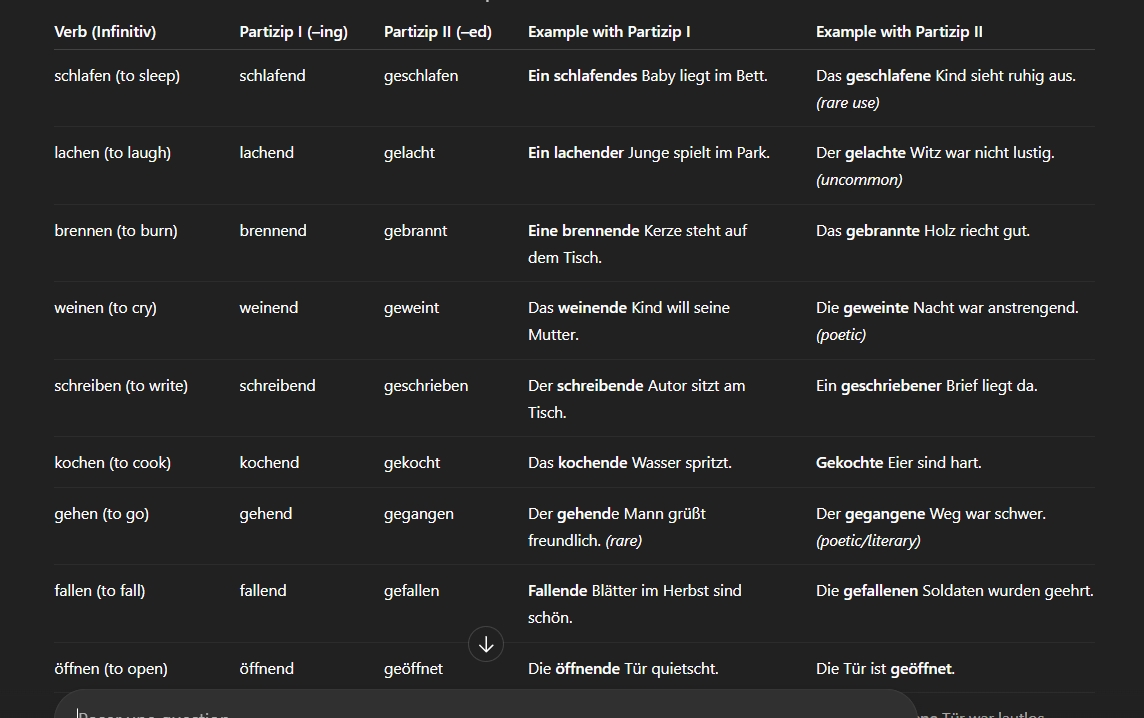 Verb (Infinitiv) Partizip I (–ing) Partizip II (–ed) Example with Partizip I Example with Partizip II
schlafen (to sleep) schlafend geschlafen Ein schlafendes Baby liegt im Bett. Das geschlafene Kind sieht ruhig aus.
(rare use)
lachen (to laugh) lachend gelacht Ein lachender Junge spielt im Park. Der gelachte Witz war nicht lustig.
(uncommon)
brennen (to burn) brennend gebrannt Eine brennende Kerze steht auf Das gebrannte Holz riecht gut.
dem Tisch.
weinen (to cry) weinend geweint Das weinende Kind will seine Die geweinte Nacht war anstrengend.
Mutter. (poetic)
schreiben (to write) schreibend geschrieben Der schreibende Autor sitzt am Ein geschriebener Brief liegt da.
Tisch.
kochen (to cook) kochend gekocht Das kochende Wasser spritzt. Gekochte Eier sind hart.
gehen (to go) gehend gegangen Der gehende Mann grüßt Der gegangene Weg war schwer.
freundlich. (rare) (poetic/literary)
fallen (to fall) fallend gefallen Fallende Blätter im Herbst sind Die gefallenen Soldaten wurden geehrt.
schön.
öffnen (to open) öffnend geöffnet Die öffnende Tür quietscht. Die Tür ist geöffnet.
Poser une question
Tür war lautlos